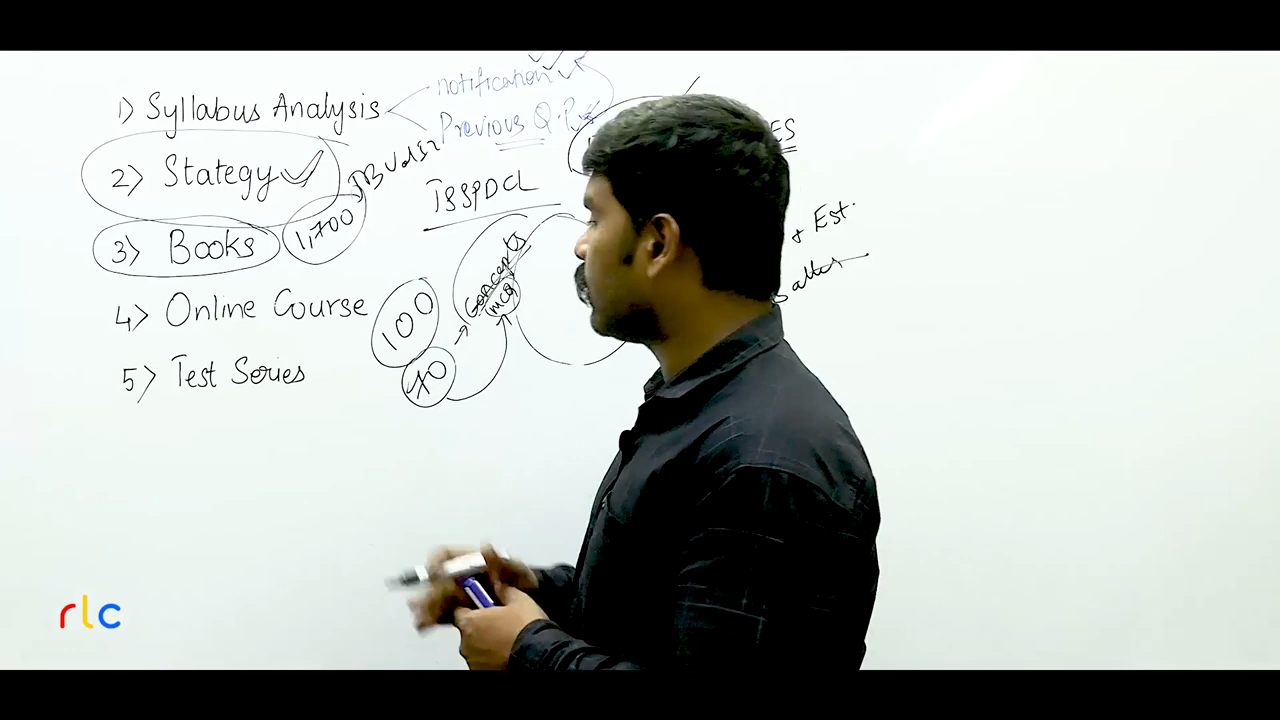 notification
1) Syllabus Analysis
Previous Q.P
ES
2) Stategy
TSSPDCL
1,700
+ Est.
3) Books
Concepts
MCQ
4) Online Course
100
5) Test Series
70
rlc